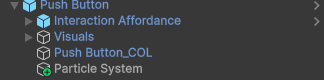 Push Button
Interaction Affordance
Visuals
Push Button_COL
Particle System